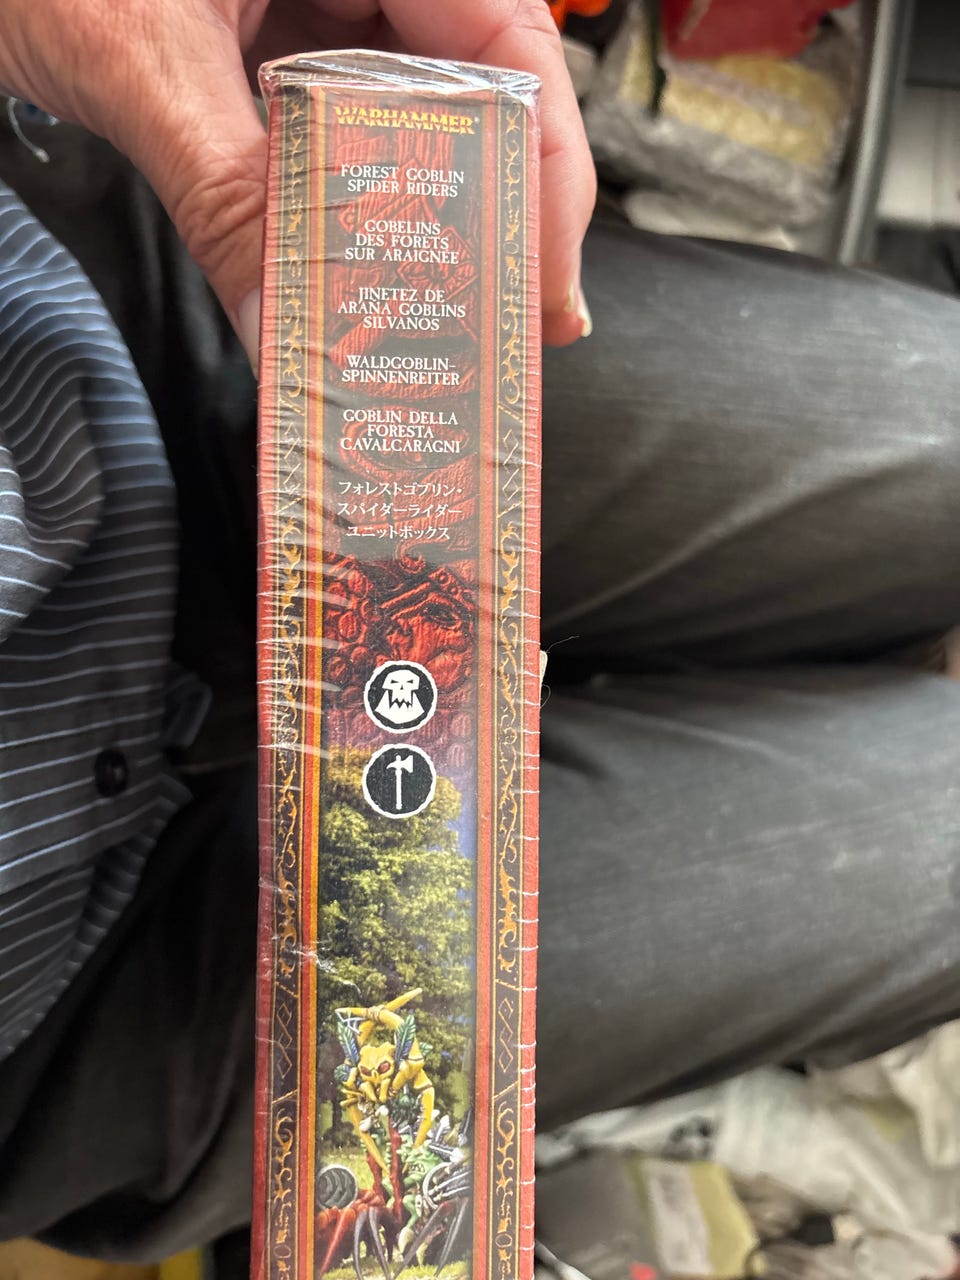 WARHAMMER®
FOREST GOBLIN
SPIDER RIDERS
GOBELINS
DES FORÊTS
SUR ARAIGNÉE
JINETEZ DE
ARAÑA GOBLINS
SILVANOS
WALDGOBLIN-
SPINNENREITER
GOBLIN DELLA
FORESTA
CAVALCARAGNI
フォレストゴブリン・
スパイダーライダー
ユニットボックス